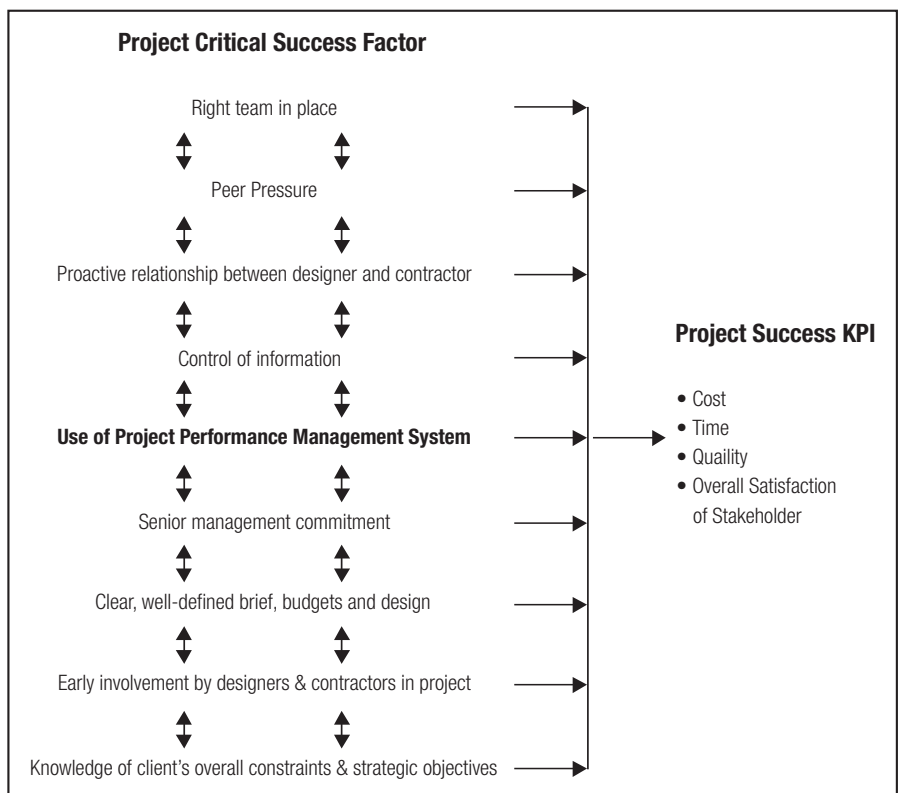 Project Critical Success Factor
Right team in place
Peer Pressure
Proactive relationship between designer and contractor
Control of information
Use of Project Performance Management System
Senior management commitment
Clear, well-defined brief, budgets and design
Early involvement by designers & contractors in project
Knowledge of client's overall constraints & strategic objectives
Project Success KPI
• Cost
• Time
• Quaility
• Overall Satisfaction
of Stakeholder